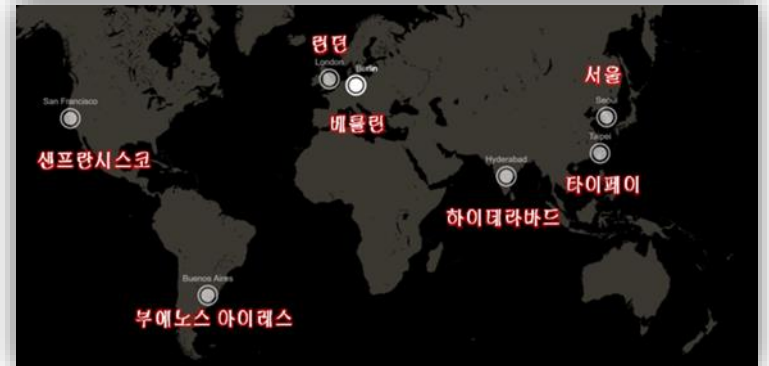 런던
London
Berlin
서울
San Francisco
Seoul
베를린
Taipei
샌프란시스코
Hyderabad
타이페이
하이데라바드
Buenos Aires
부에노스 아이레스